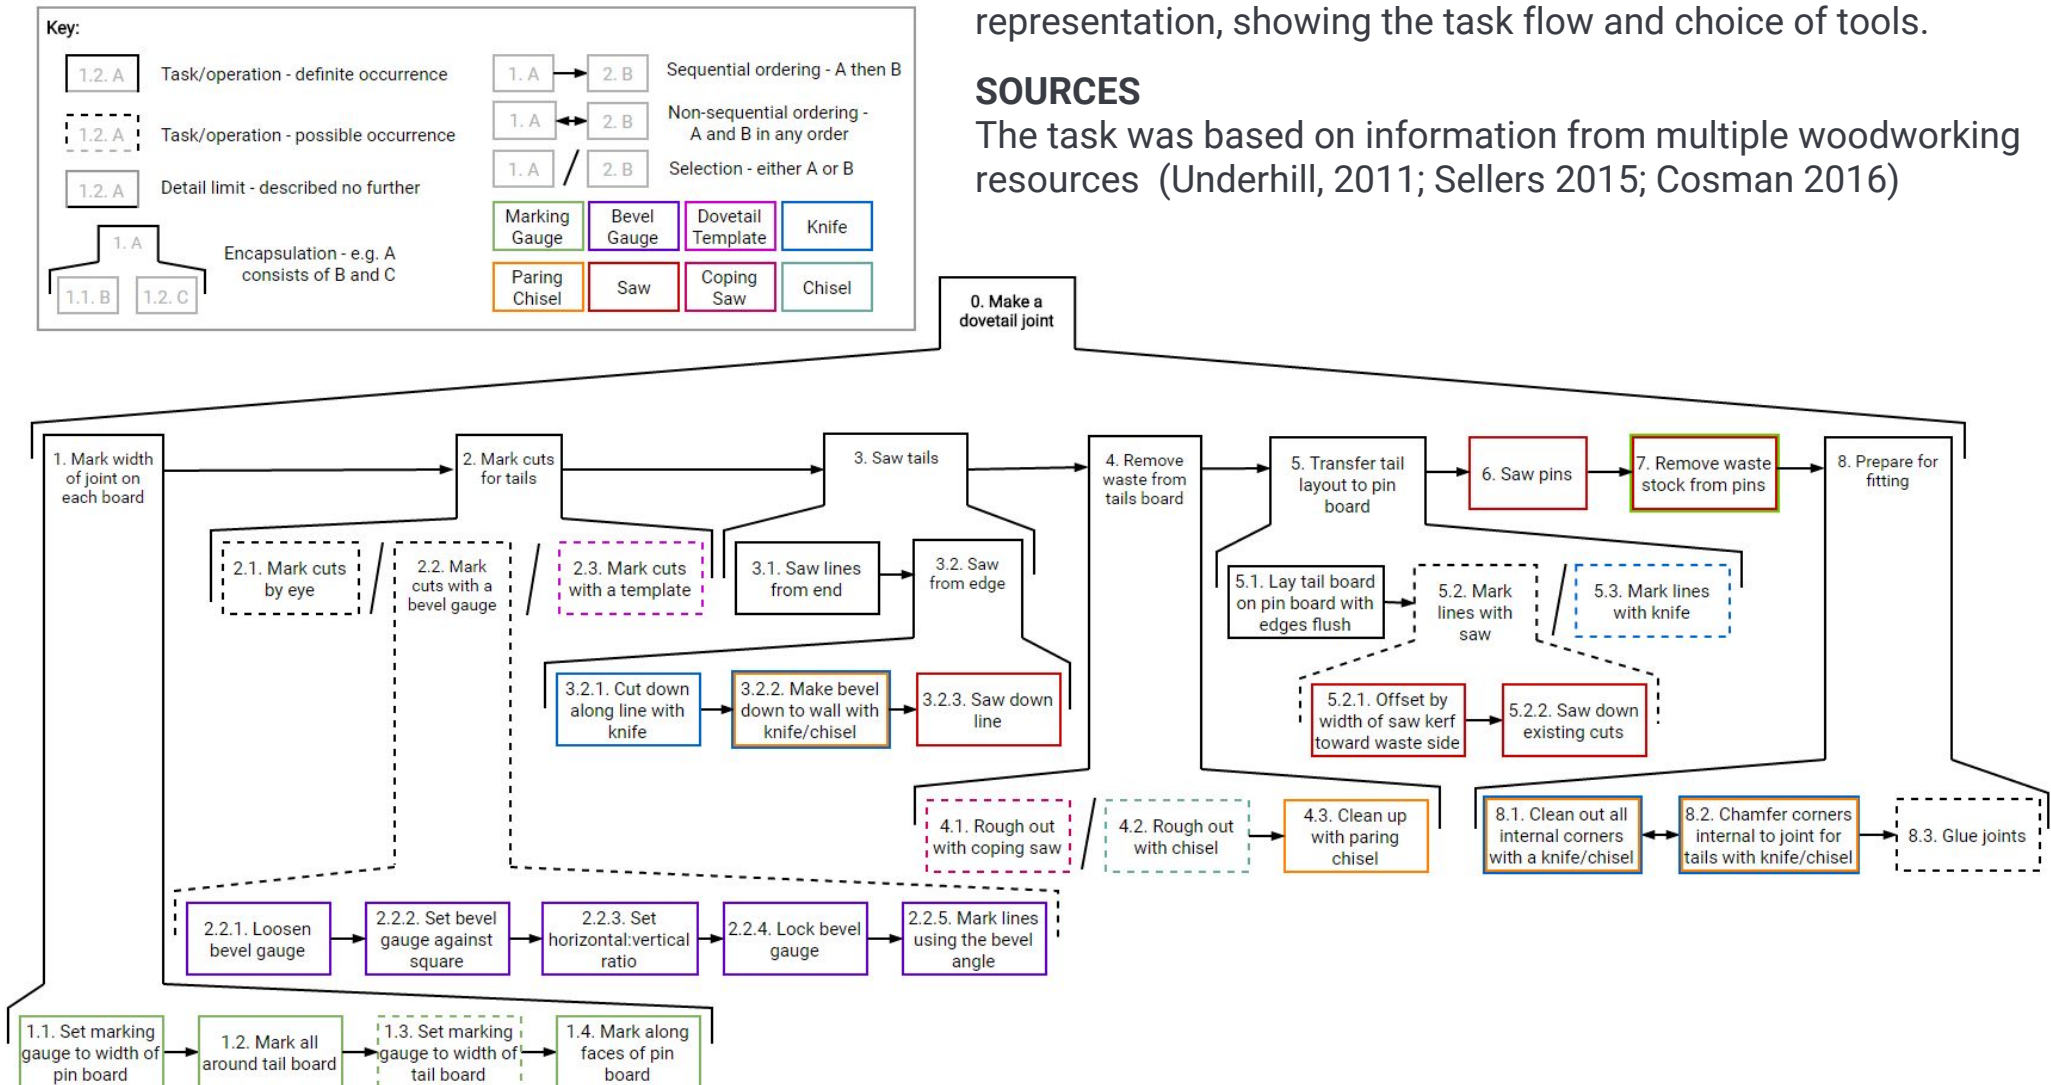 representation, showing the task flow and choice of tools.
SOURCES
The task was based on information from multiple woodworking
resources (Underhill, 2011; Sellers 2015; Cosman 2016)
Key:
1.2. A
Task/operation - definite occurrence
1.2. A
Task/operation - possible occurrence
1.2. A
Detail limit - described no further
1. A
1.1. B
1.2. C
Encapsulation - e.g. A
consists of B and C
1. A
2. B
Sequential ordering - A then B
1. A
2. B
Non-sequential ordering -
A and B in any order
1. A
/
2. B
Selection - either A or B
Marking
Gauge
Bevel
Gauge
Dovetail
Template
Knife
Paring
Chisel
Saw
Coping
Saw
Chisel
0. Make a
dovetail joint
1. Mark width
of joint on
each board
2. Mark cuts
for tails
3. Saw tails
4. Remove
waste from
tails board
5. Transfer tail
layout to pin
board
6. Saw pins
7. Remove waste
stock from pins
8. Prepare for
fitting
2.1. Mark cuts
by eye
/
2.2. Mark
cuts with a
bevel gauge
/
2.3. Mark cuts
with a template
3.1. Saw lines
from end
3.2. Saw
from edge
5.1. Lay tail board
on pin board with
edges flush
5.2. Mark
lines with
saw
/
5.3. Mark lines
with knife
3.2.1. Cut down
along line with
knife
3.2.2. Make bevel
down to wall with
knife/chisel
3.2.3. Saw down
line
5.2.1. Offset by
width of saw kerf
toward waste side
5.2.2. Saw down
existing cuts
4.1. Rough out
with coping saw
/
4.2. Rough out
with chisel
4.3. Clean up
with paring
chisel
8.1. Clean out all
internal corners
with a knife/chisel
8.2. Chamfer corners
internal to joint for
tails with knife/chisel
8.3. Glue joints
2.2.1. Loosen
bevel gauge
2.2.2. Set bevel
gauge against
square
2.2.3. Set
horizontal:vertical
ratio
2.2.4. Lock bevel
gauge
2.2.5. Mark lines
using the bevel
angle
1.1. Set marking
gauge to width of
pin board
1.2. Mark all
around tail board
1.3. Set marking
gauge to width of
tail board
1.4. Mark along
faces of pin
board